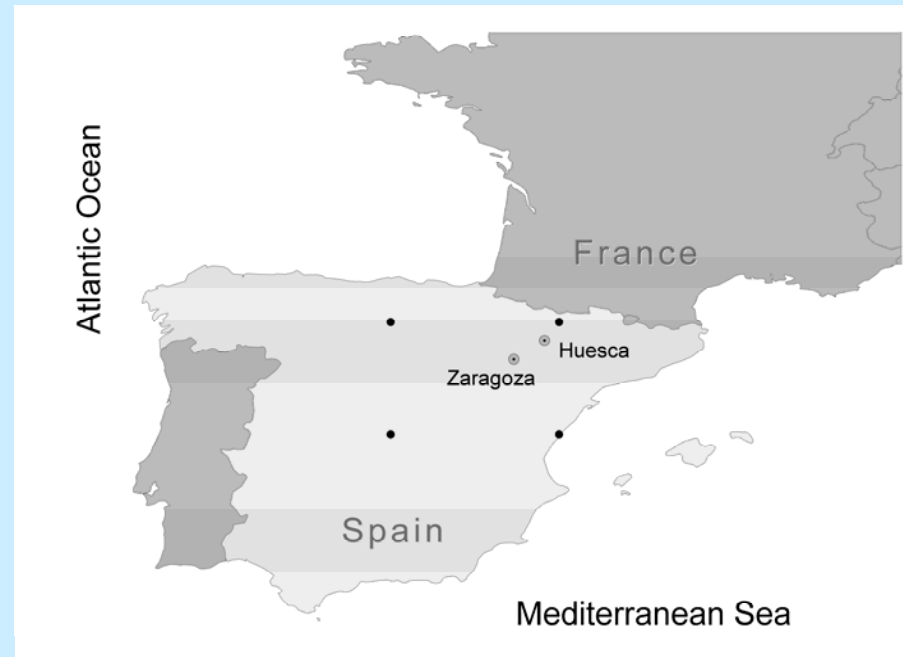 Atlantic Ocean
France
Huesca
Zaragoza
Spain
Mediterranean Sea